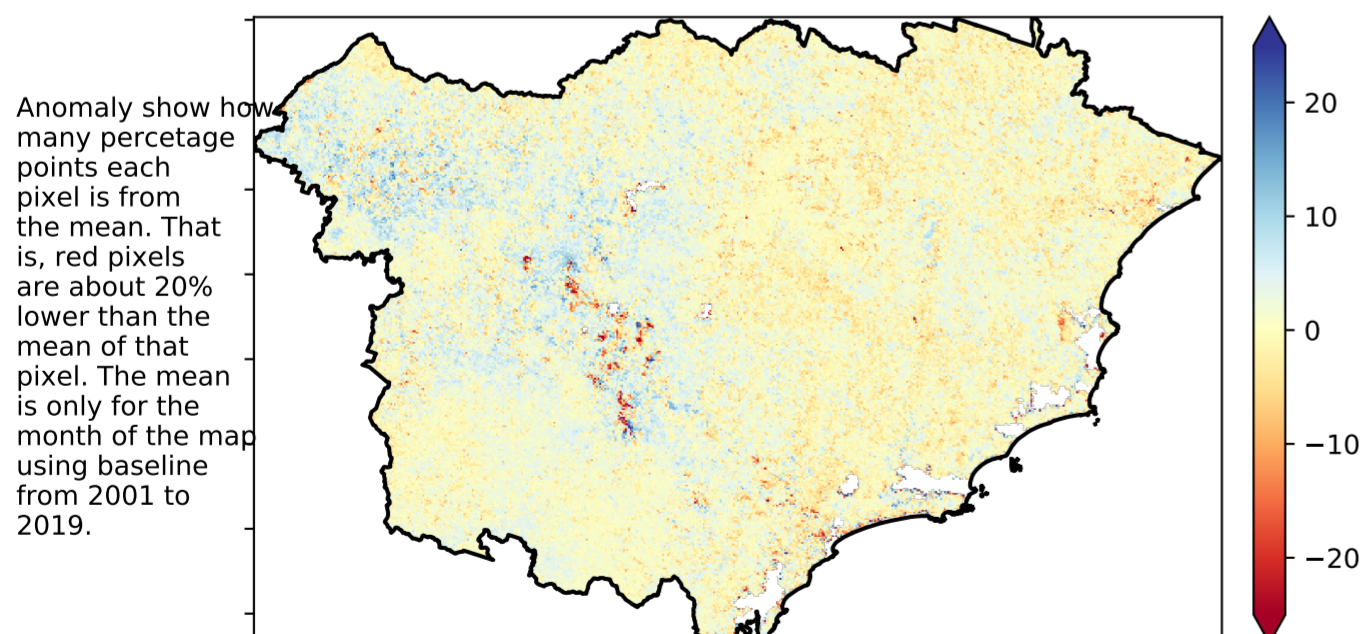 Anomaly show how
many percetage
points each
pixel is from
the mean. That
is, red pixels
are about 20%
lower than the
mean of that
pixel. The mean
is only for the
month of the map
using baseline
from 2001 to
2019.
20
10
0
−10
−20